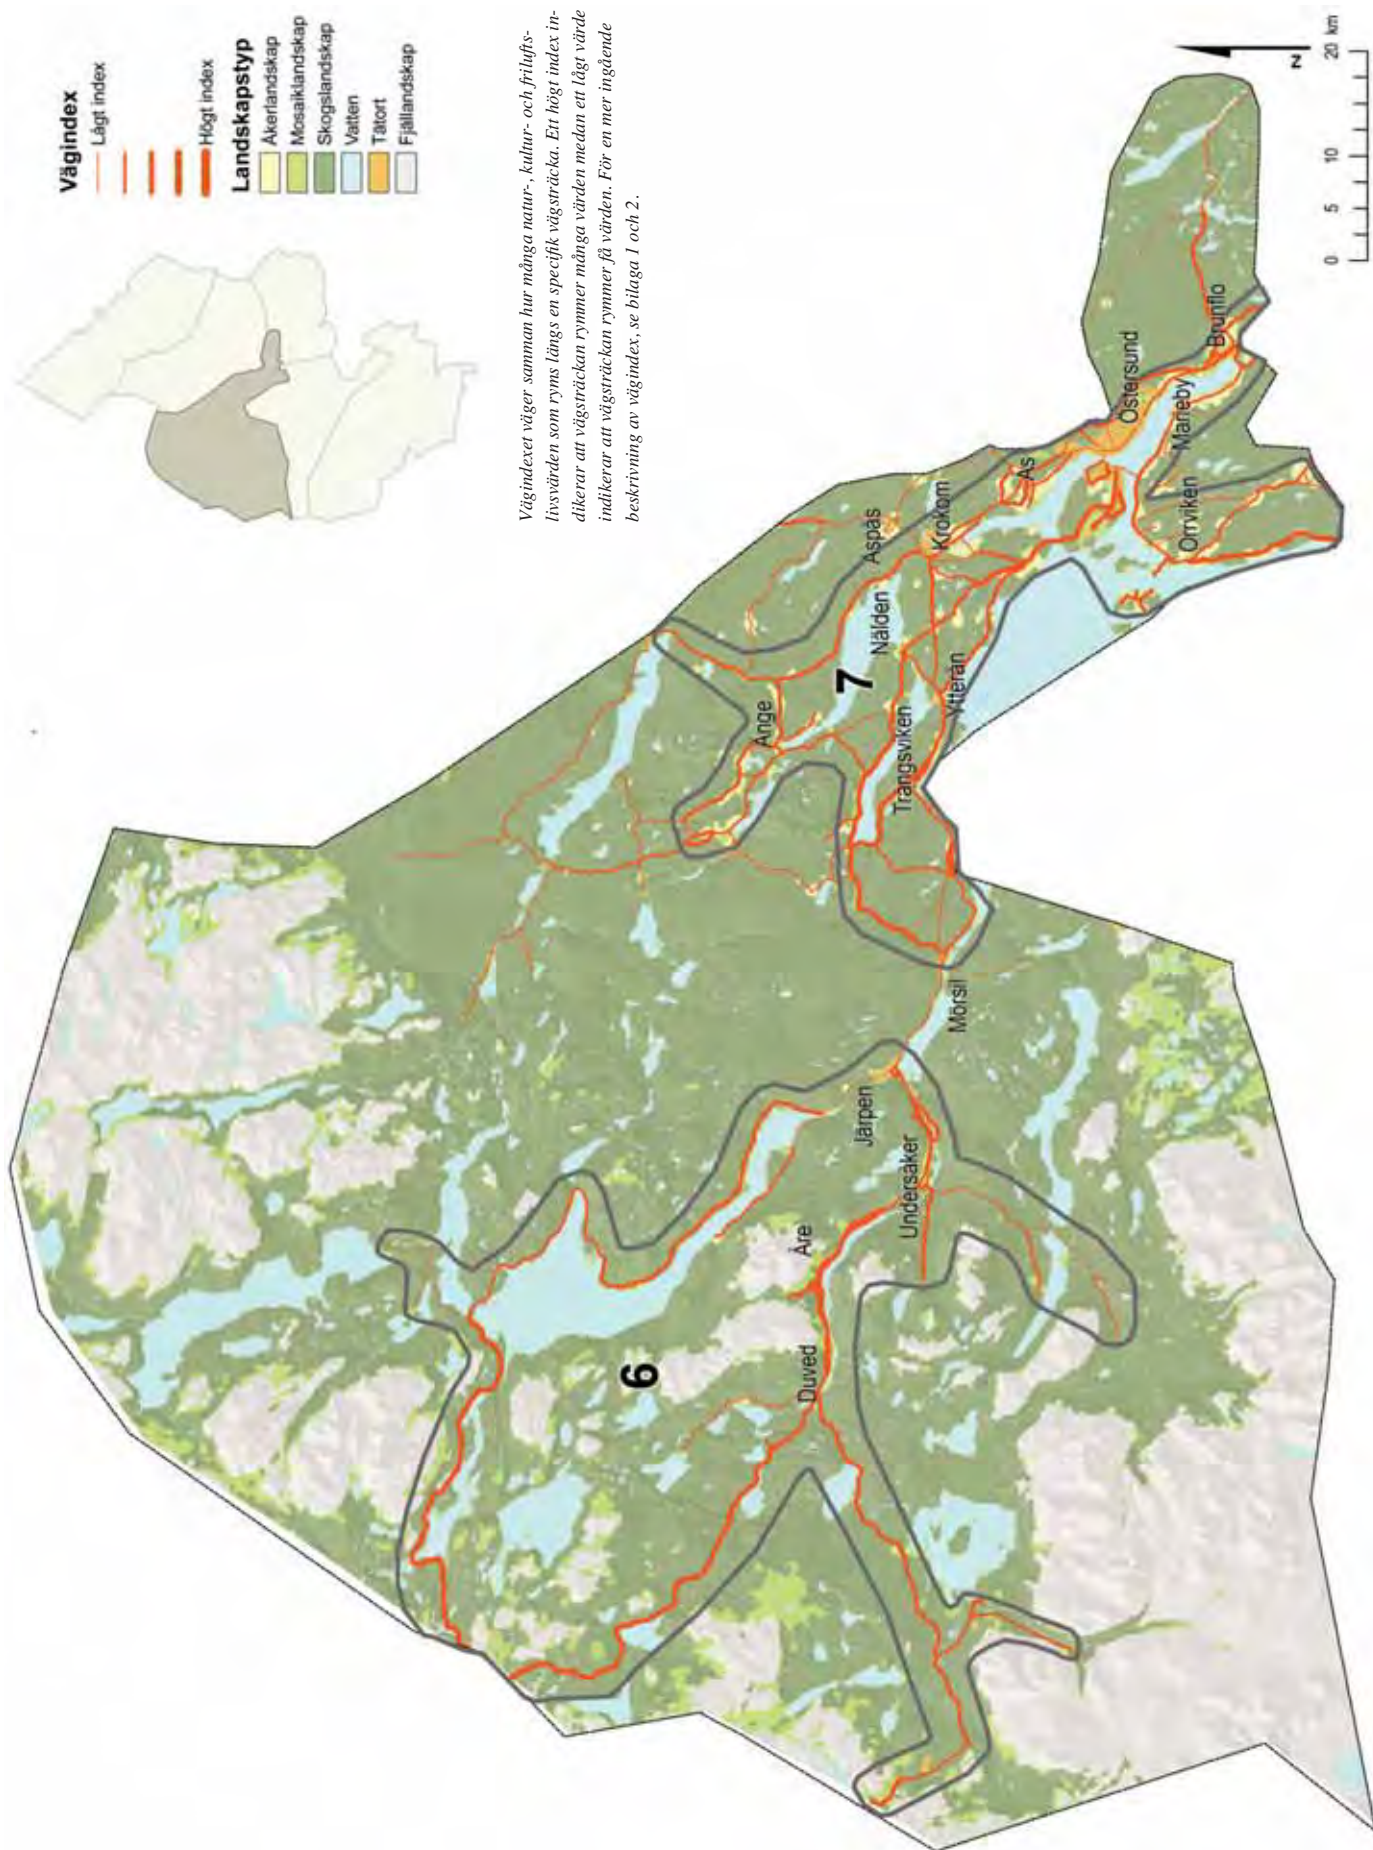 Vägindex
Lågt index
Högt index
Landskapstyp
Åkerlandskap
Mosaiklandskap
Skogslandskap
Vatten
Tätort
Fjällandskap
Vägindexet väger samman hur många natur-, kultur- och frilufts-
livsvärden som ryms längs en specifik vägsträcka. Ett högt index in-
dikerar att vägsträckan rymmer många värden medan ett lågt värde
indikerar att vägsträckan rymmer få värden. För en mer ingående
beskrivning av vägindex, se bilaga 1 och 2.
6
7
Duved
Åre
Undersåker
Järpen
Mörsil
Trångsviken
Ytterån
Änge
Nälden
Aspås
Krokom
Ås
Orrviken
Marieby
Östersund
Brunflo
N
0 5 10 20 km